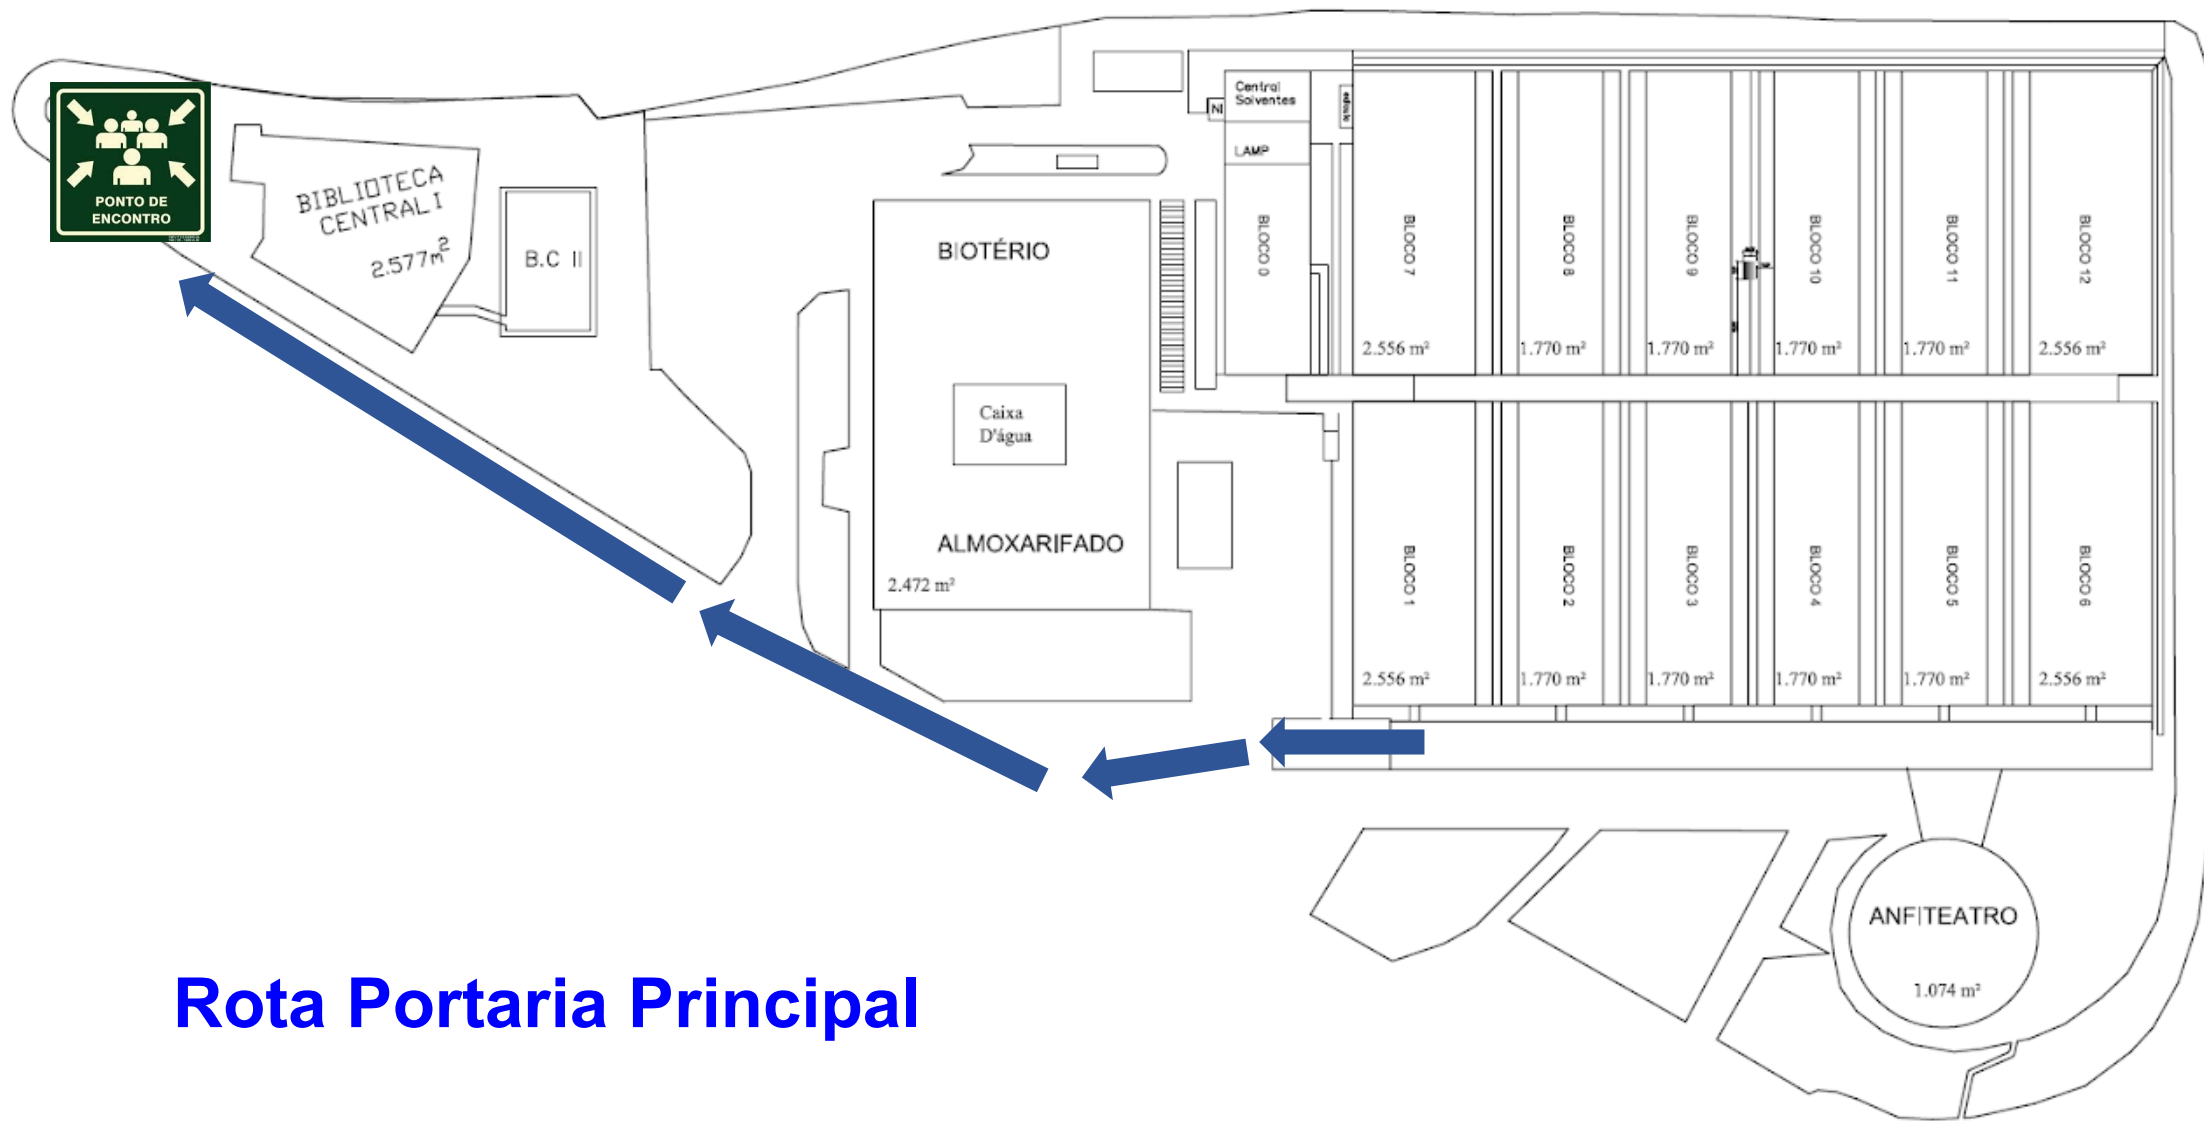 PONTO DE
ENCONTRO
BIBLIOTECA
CENTRAL I
2.577m²
B.C II
BIOTÉRIO
Caixa
D'água
ALMOXARIFADO
2.472 m²
Central
Solventes
NI
LAMP
BLOCO 0
BLOCO 7
2.556 m²
BLOCO 8
1.770 m²
BLOCO 9
1.770 m²
BLOCO 10
1.770 m²
BLOCO 11
1.770 m²
BLOCO 12
2.556 m²
BLOCO 1
2.556 m²
BLOCO 2
1.770 m²
BLOCO 3
1.770 m²
BLOCO 4
1.770 m²
BLOCO 5
1.770 m²
BLOCO 6
2.556 m²
ANFITEATRO
1.074 m²
Rota Portaria Principal